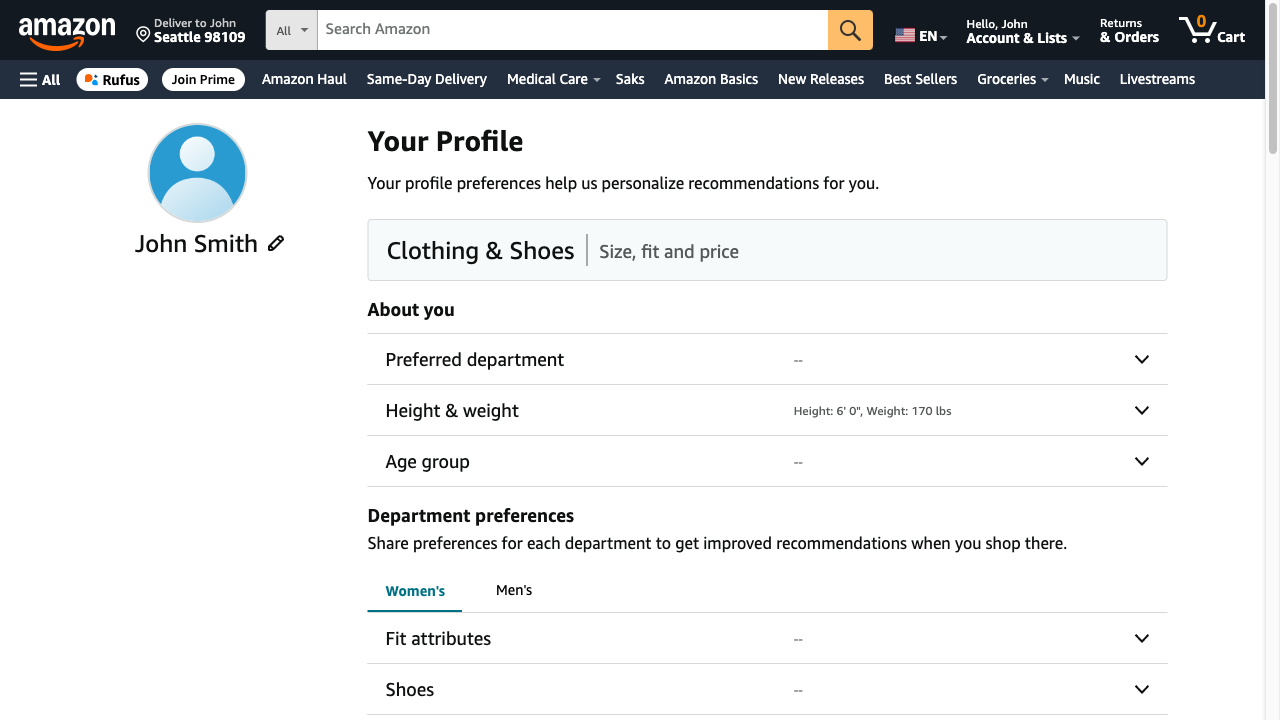 amazon
Deliver to John
Seattle 98109
All
Search Amazon
EN
Hello, John
Account & Lists
Returns
& Orders
0
Cart
All
Rufus
Join Prime
Amazon Haul
Same-Day Delivery
Medical Care
Saks
Amazon Basics
New Releases
Best Sellers
Groceries
Music
Livestreams
John Smith
Your Profile
Your profile preferences help us personalize recommendations for you.
Clothing & Shoes
Size, fit and price
About you
Preferred department
--
Height & weight
Height: 6' 0", Weight: 170 lbs
Age group
--
Department preferences
Share preferences for each department to get improved recommendations when you shop there.
Women's
Men's
Fit attributes
--
Shoes
--